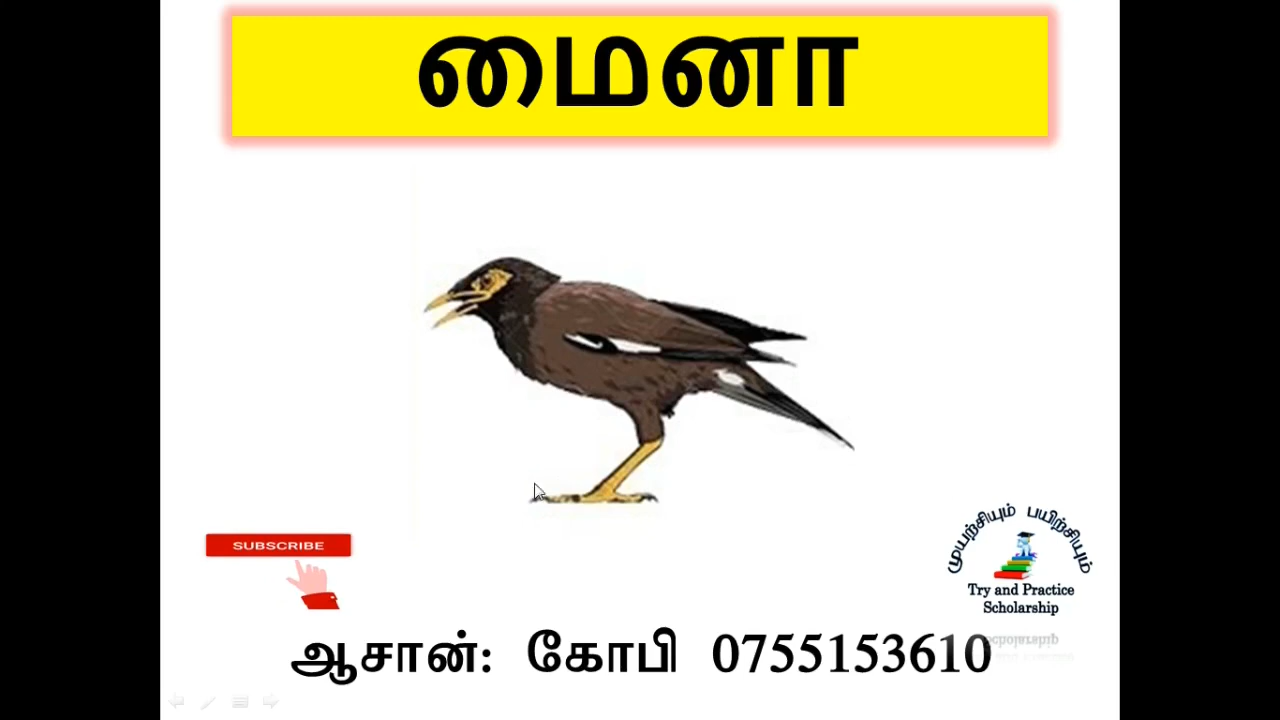 மைனா
SUBSCRIBE
முயற்சியும் பயிற்சியும்
Try and Practice
Scholarship
ஆசான்: கோபி 0755153610